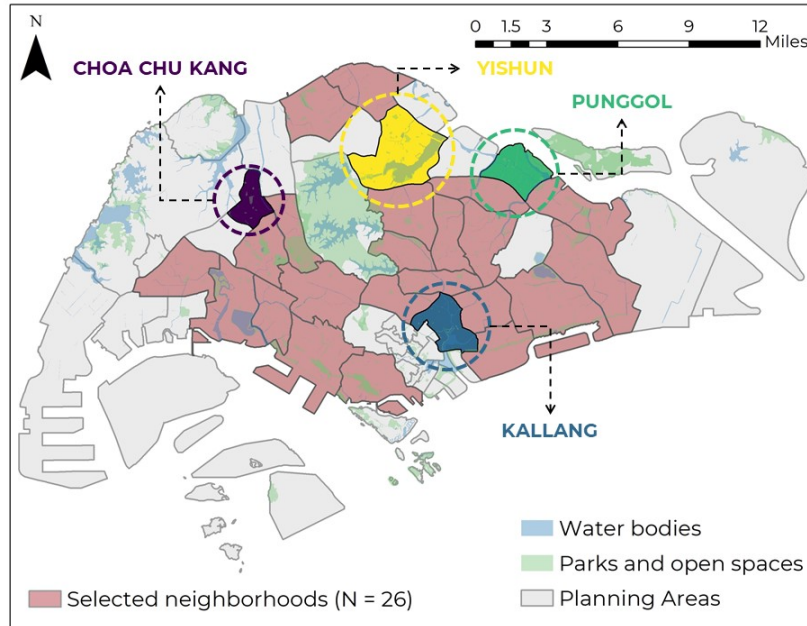 N
0 1.5 3 6 9 12
Miles
CHOA CHU KANG
YISHUN
PUNGGOL
KALLANG
Water bodies
Parks and open spaces
Selected neighborhoods (N = 26)
Planning Areas